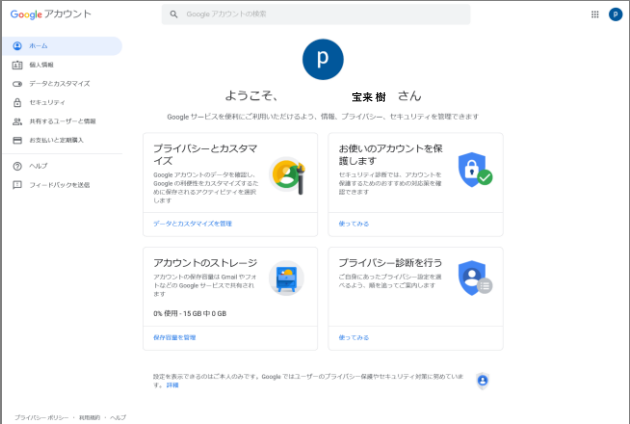 Google アカウント
Google アカウントの検索
P
ホーム
個人情報
データとカスタマイズ
セキュリティ
共有するユーザーと情報
お支払いと定期購入
ヘルプ
フィードバックを送信
p
ようこそ、 宝来 樹 さん
Google サービスを便利にご利用いただけるよう、情報、プライバシー、セキュリティを管理できます
プライバシーとカスタマ
イズ
Google アカウントのデータを確認し、
Google の利便性をカスタマイズするた
めに保存されるアクティビティを選択
します
データとカスタマイズを管理
お使いのアカウントを保
護します
セキュリティ診断では、アカウントを
保護するためのおすすめの対応策を確
認できます
使ってみる
アカウントのストレージ
アカウントの保存容量は Gmail やフォ
トなどの Google サービスで共有されま
す
0% 使用 - 15 GB 中 0 GB
保存容量を管理
プライバシー診断を行う
ご自身にあったプライバシー設定を選
べるよう、順を追ってご案内します
使ってみる
設定を表示できるのはご本人のみです。Google ではユーザーのプライバシー保護やセキュリティ対策に努めていま
す。 詳細
プライバシー ポリシー · 利用規約 · ヘルプ